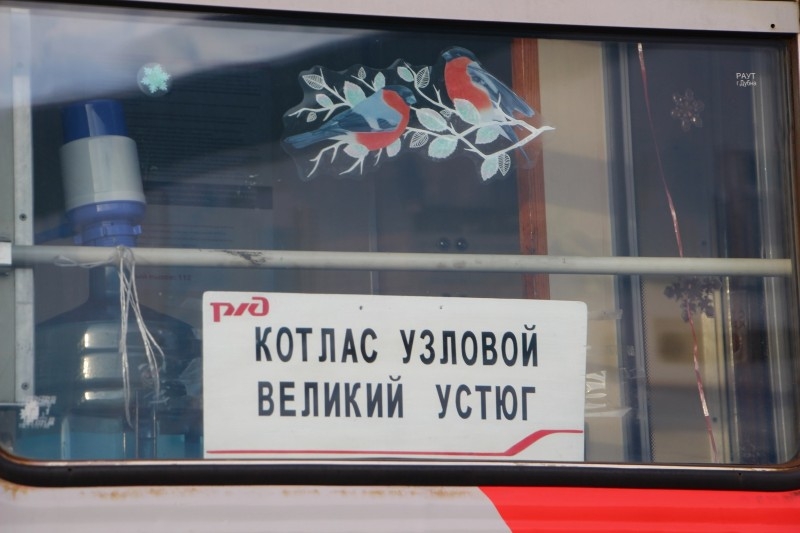 РАУТ
г.Дубна
ржд
КОТЛАС УЗЛОВОЙ
ВЕЛИКИЙ УСТЮГ